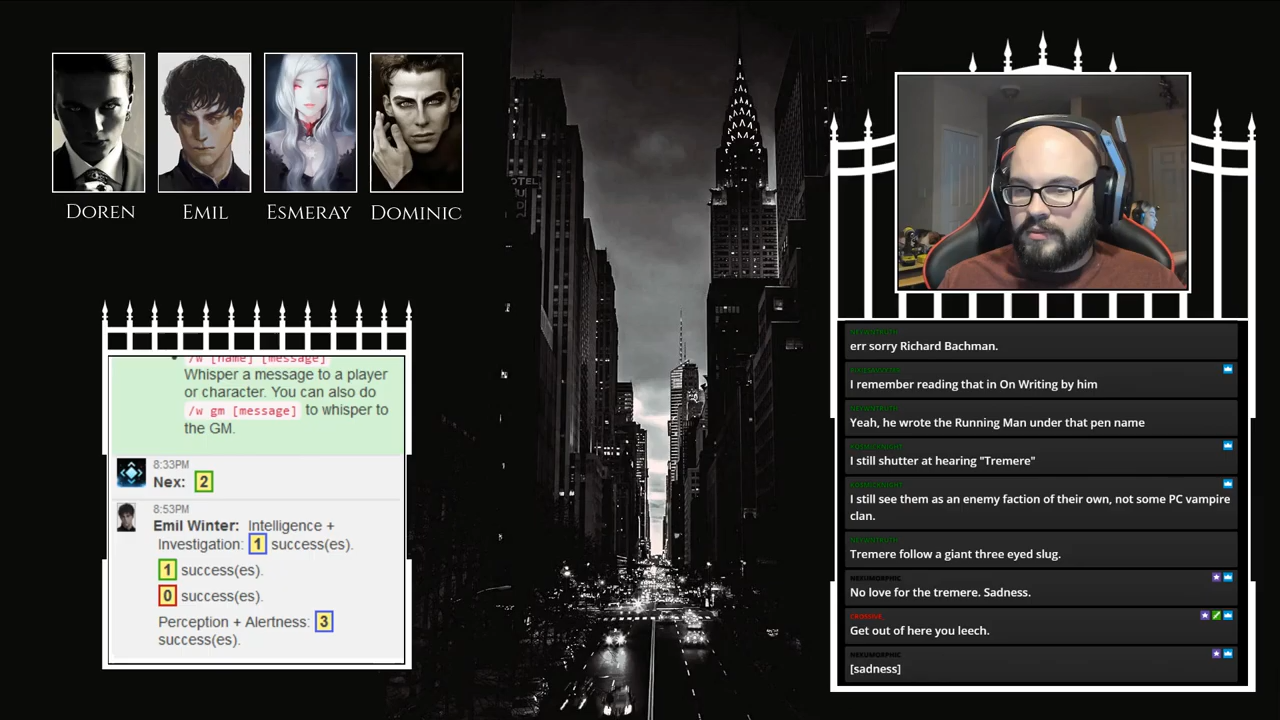 DOREN
EMIL
ESMERAY
DOMINIC
/w [name] [message]
Whisper a message to a player
or character. You can also do
/w gm [message] to whisper to
the GM.
8:33PM
Nex: 2
8:53PM
Emil Winter: Intelligence +
Investigation: 1 success(es).
1 success(es).
0 success(es).
Perception + Alertness: 3
success(es).
err sorry Richard Bachman.
I remember reading that in On Writing by him
Yeah, he wrote the Running Man under that pen name
I still shutter at hearing "Tremere"
I still see them as an enemy faction of their own, not some PC vampire
clan.
Tremere follow a giant three eyed slug.
NEXUMORPHIC
No love for the tremere. Sadness.
Get out of here you leech.
NEXUMORPHIC
[sadness]